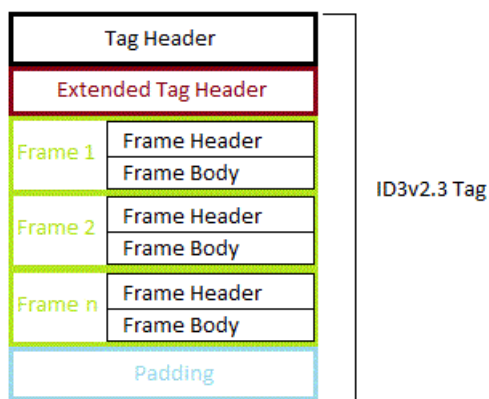 Tag Header
Extended Tag Header
Frame 1
Frame Header
Frame Body
Frame 2
Frame Header
Frame Body
Frame n
Frame Header
Frame Body
Padding
ID3v2.3 Tag